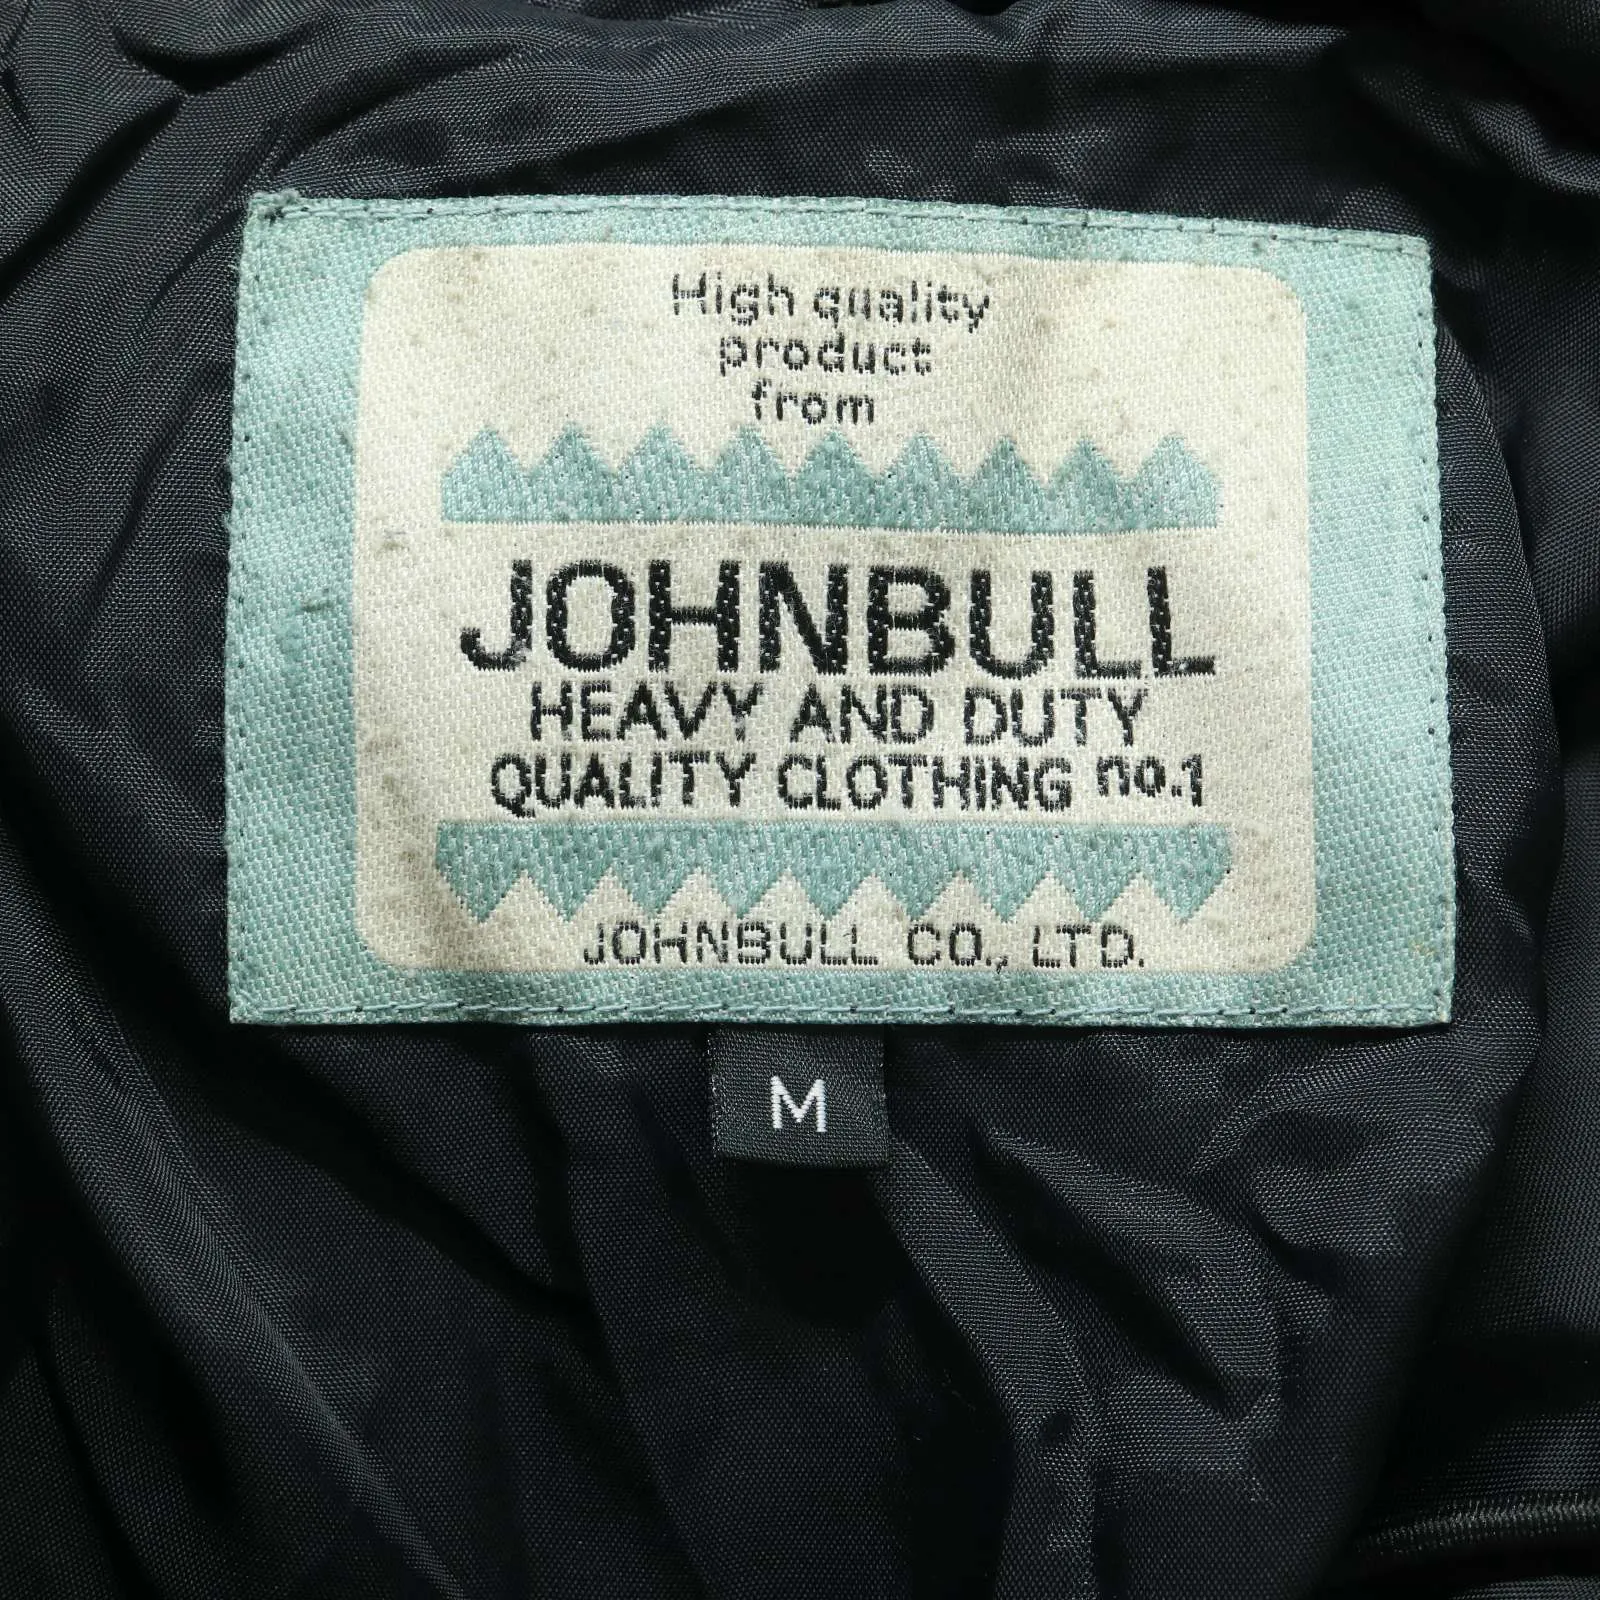 High quality
product
from
JOHNBULL
HEAVY AND DUTY
QUALITY CLOTHING no.1
JOHNBULL CO., LTD.
M